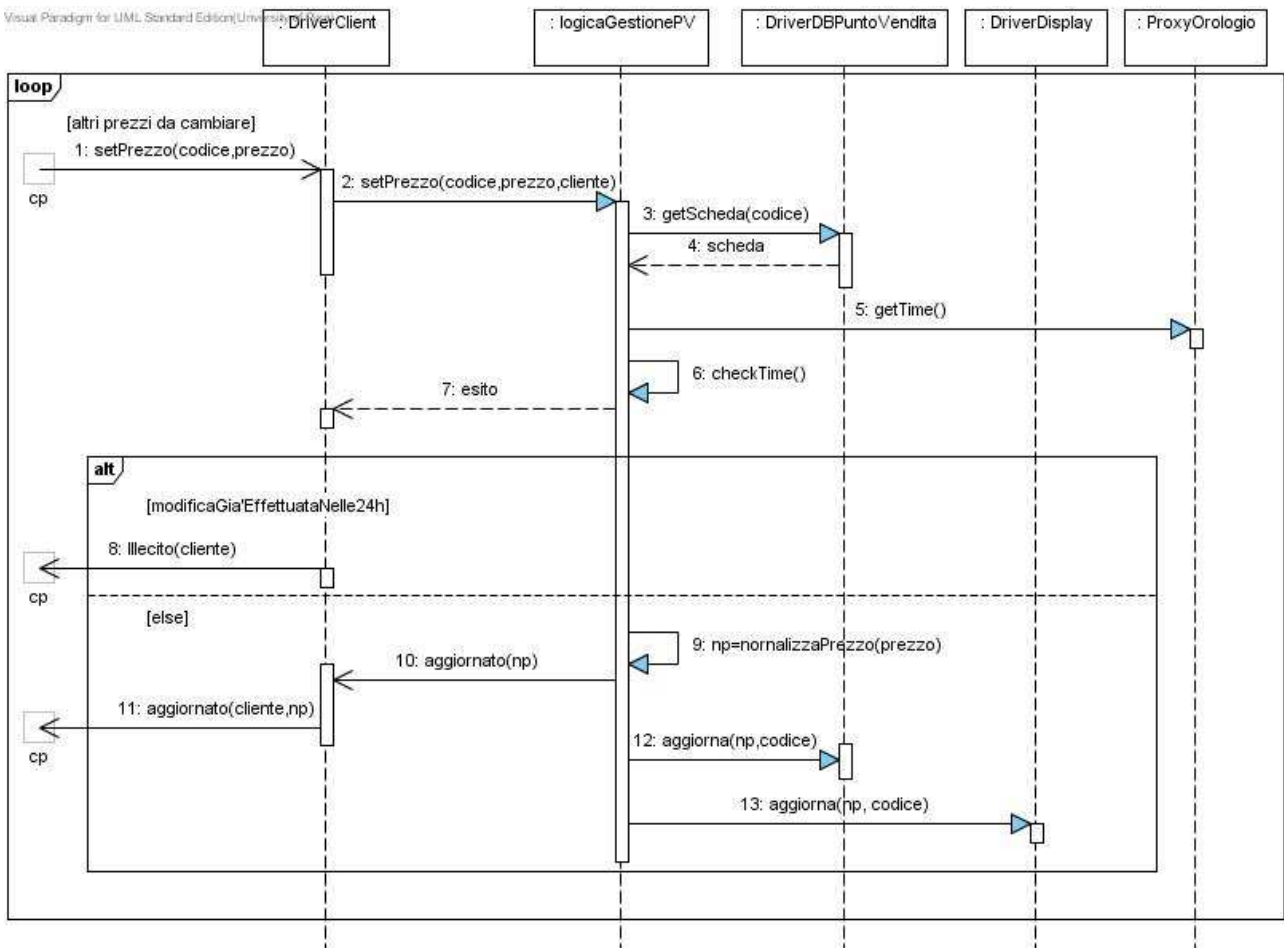 Visual Paradigm for UML Standard Edition(University of Pisa)
: DriverClient
: logicaGestionePV
: DriverDBPuntoVendita
: DriverDisplay
: ProxyOrologio
loop
[altri prezzi da cambiare]
1: setPrezzo(codice,prezzo)
cp
2: setPrezzo(codice,prezzo,cliente)
3: getScheda(codice)
4: scheda
5: getTime()
6: checkTime()
7: esito
alt
[modificaGia'EffettuataNelle24h]
8: Illecito(cliente)
cp
[else]
9: np=nornalizzaPrezzo(prezzo)
10: aggiornato(np)
11: aggiornato(cliente,np)
cp
12: aggiorna(np,codice)
13: aggiorna(np, codice)